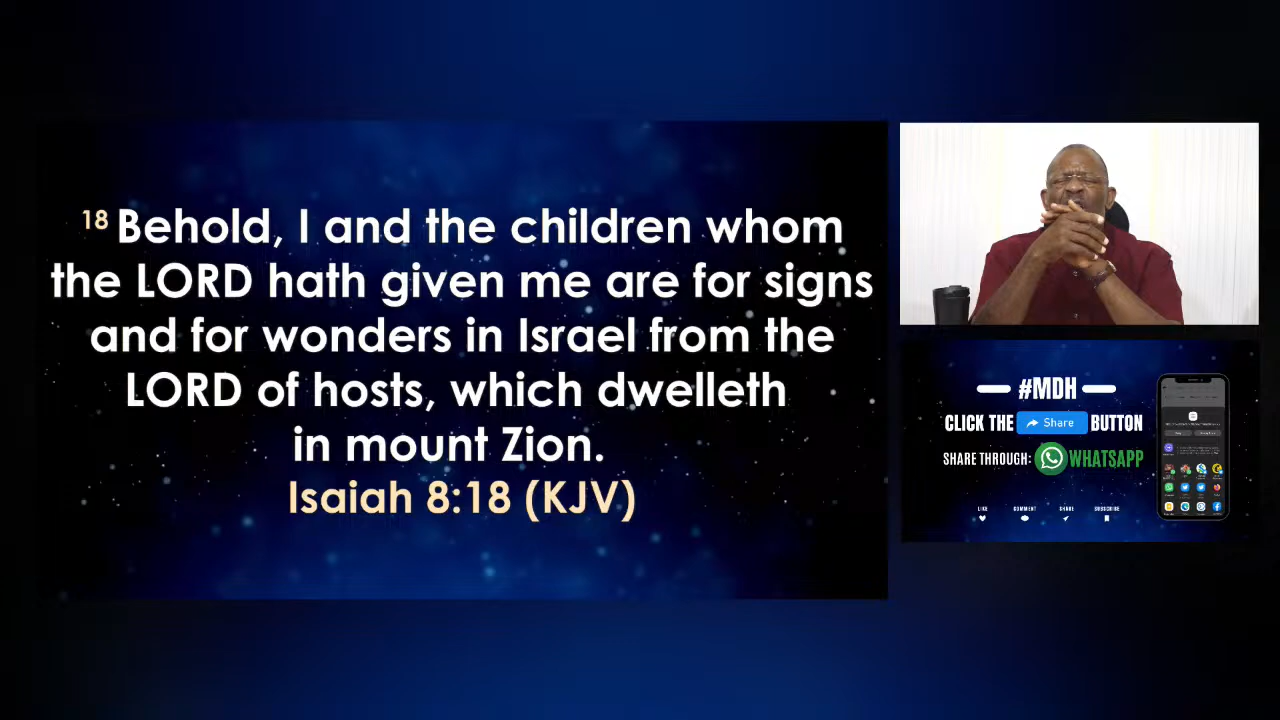 18 Behold, I and the children whom
the LORD hath given me are for signs
and for wonders in Israel from the
LORD of hosts, which dwelleth
in mount Zion.
Isaiah 8:18 (KJV)
#MDH
CLICK THE Share BUTTON
SHARE THROUGH: WHATSAPP
LIKE COMMENT SHARE SUBSCRIBE